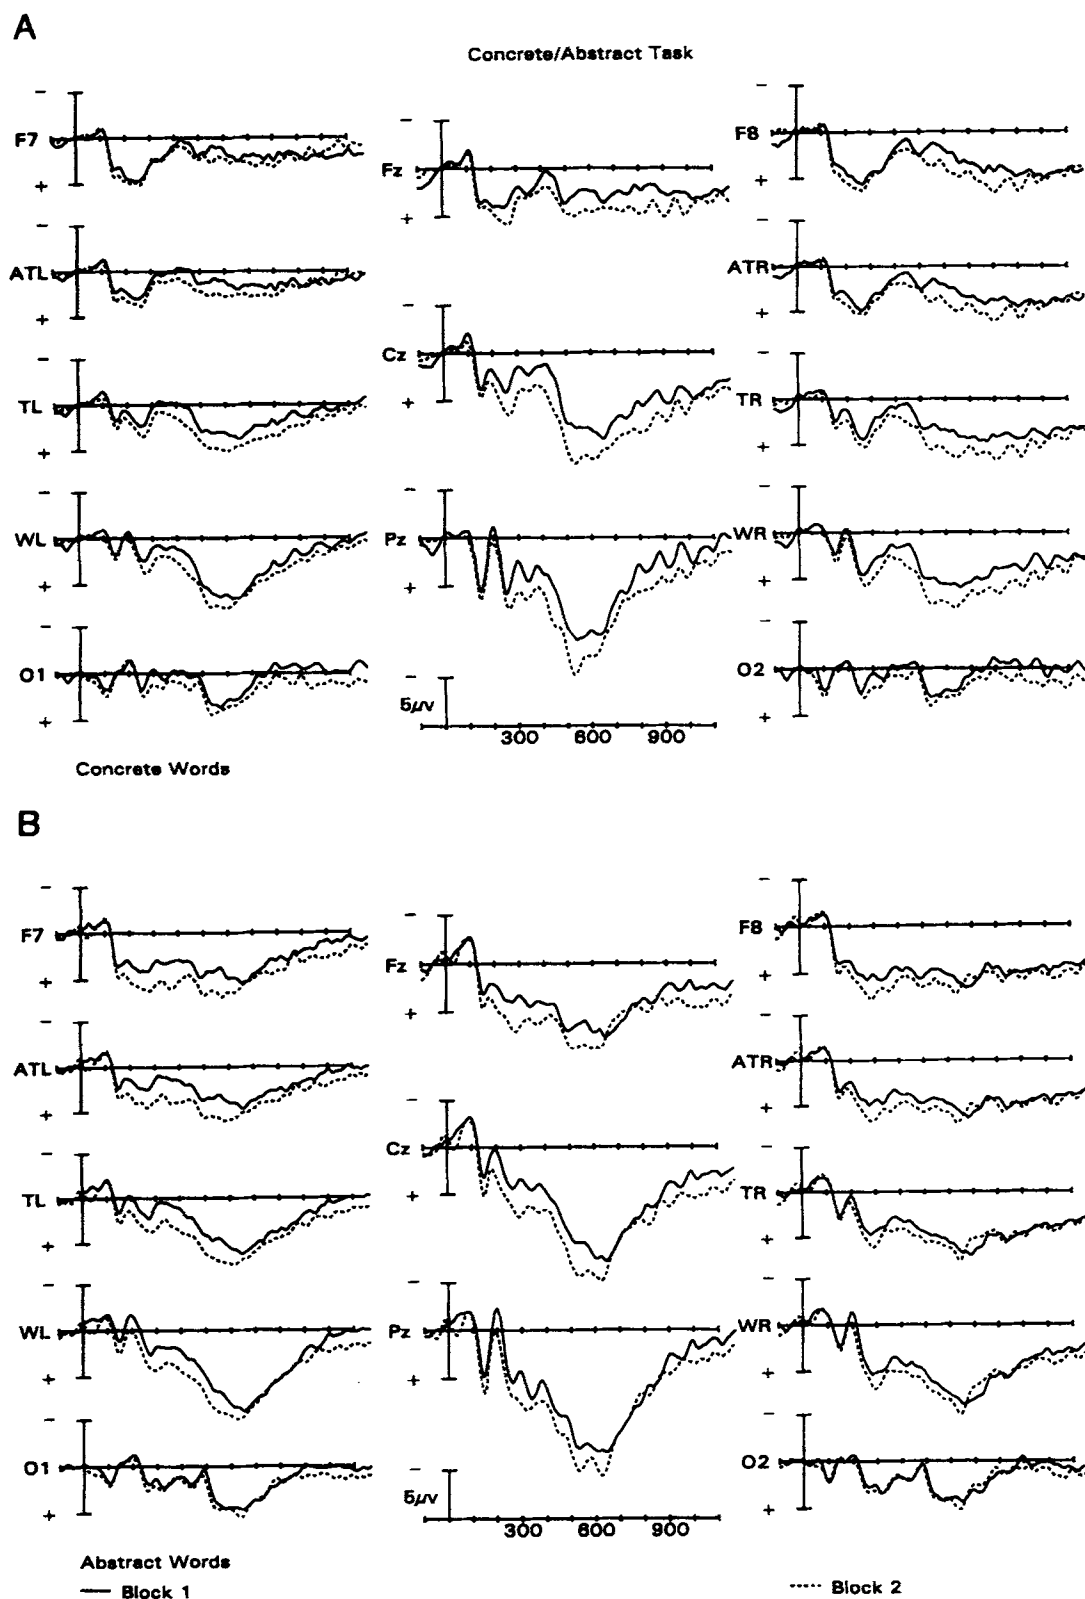 A
Concrete/Abstract Task
− F7 +
− Fz +
− F8 +
− ATL +
− Cz +
− ATR +
− TL +
− TR +
− WL +
− Pz +
− WR +
− O1 +
− 5μv
− O2 +
300 600 900
Concrete Words
B
− F7 +
− Fz +
− F8 +
− ATL +
− Cz +
− ATR +
− TL +
− TR +
− WL +
− Pz +
− WR +
− O1 +
− 5μv
− O2 +
300 600 900
Abstract Words
Block 1
Block 2